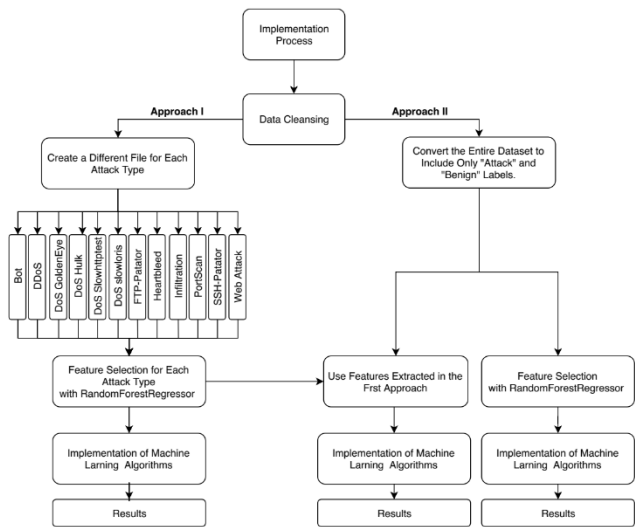 Implementation
Process
Approach I
Approach II
Data Cleansing
Create a Different File for Each
Attack Type
Convert the Entire Dataset to
Include Only "Attack" and
"Benign" Labels.
Bot
DDoS
DoS GoldenEye
DoS Hulk
DoS Slowhttptest
DoS slowloris
FTP-Patator
Heartbleed
Infiltration
PortScan
SSH-Patator
Web Attack
Feature Selection for Each
Attack Type
with RandomForestRegressor
Use Features Extracted in the
Frst Approach
Feature Selection
with RandomForestRegressor
Implementation of Machine
Larning Algorithms
Implementation of Machine
Larning Algorithms
Implementation of Machine
Larning Algorithms
Results
Results
Results